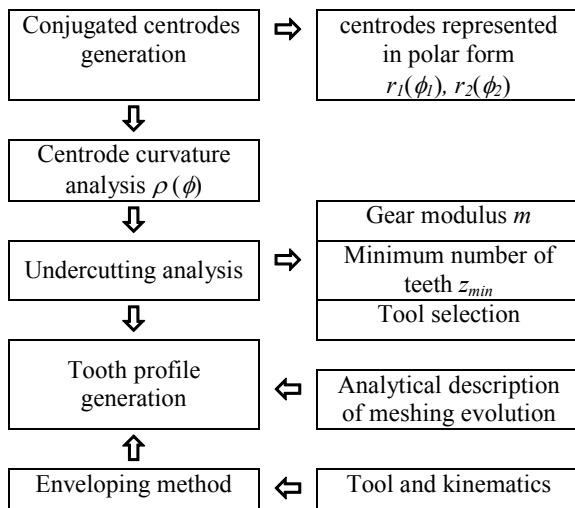 Conjugated centrodes
generation
centrodes represented
in polar form
r1(ϕ1), r2(ϕ2)
Centrode curvature
analysis ρ (ϕ)
Undercutting analysis
Gear modulus m
Minimum number of
teeth zmin
Tool selection
Tooth profile
generation
Analytical description
of meshing evolution
Enveloping method
Tool and kinematics